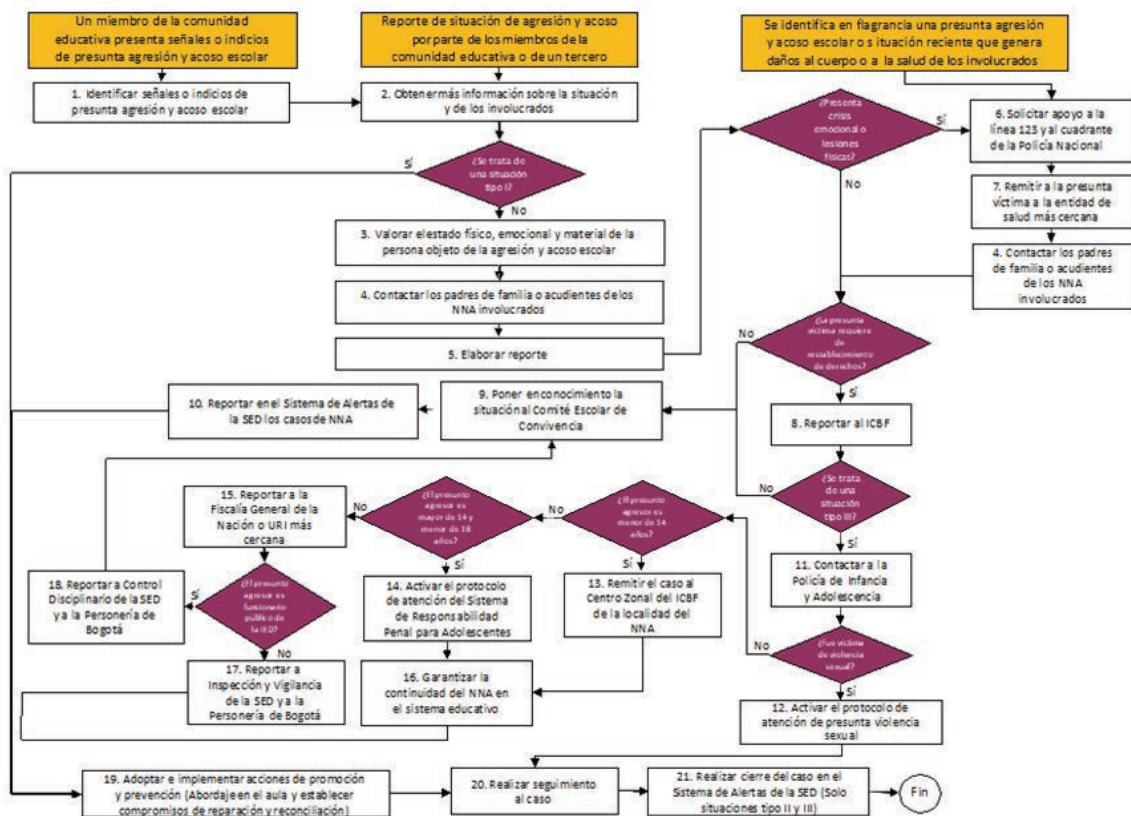 Un miembro de la comunidad
educativa presenta señales o indicios
de presunta agresión y acoso escolar
Reporte de situación de agresión y acoso
por parte de los miembros de la
comunidad educativa o de un tercero
Se identifica en flagrancia una presunta agresión
y acoso escolar o situación reciente que genera
daños al cuerpo o a la salud de los involucrados
1. Identificar señales o indicios de
presunta agresión y acoso escolar
2. Obtener más información sobre la situación
y de los involucrados
¿Presenta
crisis
emocional o
lesiones
físicas?
Sí
No
6. Solicitar apoyo a la
línea 123 y al cuadrante
de la Policía Nacional
¿Se trata de
una situación
tipo I?
Sí
No
7. Remitir a la presunta
víctima a la entidad de
salud más cercana
3. Valorar el estado físico, emocional y material de la
persona objeto de la agresión y acoso escolar
4. Contactar los padres
de familia o acudientes
de los NNA
involucrados
4. Contactar los padres de familia o acudientes de los
NNA involucrados
5. Elaborar reporte
¿La presunta
víctima requiere
de
restablecimiento
de derechos?
No
Sí
10. Reportar en el Sistema de Alertas de
la SED los casos de NNA
9. Poner en conocimiento la
situación al Comité Escolar de
Convivencia
8. Reportar al ICBF
¿Se trata
de una
situación
tipo III?
No
Sí
15. Reportar a la
Fiscalía General de la
Nación o URI más
cercana
¿El presunto
agresor es
mayor de 14 y
menor de 18
años?
No
Sí
¿El presunto
agresor es
menor de 14
años?
No
Sí
11. Contactar a la
Policía de Infancia
y Adolescencia
18. Reportar a Control
Disciplinario de la SED
y a la Personería de
Bogotá
¿El presunto
agresor es
funcionario
público de
la IED?
Sí
No
14. Activar el protocolo
de atención del Sistema
de Responsabilidad
Penal para Adolescentes
13. Remitir el caso al
Centro Zonal del ICBF
de la localidad del
NNA
¿Fue víctima
de violencia
sexual?
No
Sí
17. Reportar a
Inspección y Vigilancia
de la SED y a la
Personería de Bogotá
16. Garantizar la
continuidad del NNA en
el sistema educativo
12. Activar el protocolo de
atención de presunta violencia
sexual
19. Adoptar e implementar acciones de promoción
y prevención (Abordaje en el aula y establecer
compromisos de reparación y reconciliación)
20. Realizar seguimiento
al caso
21. Realizar cierre del caso en el
Sistema de Alertas de la SED (Solo
situaciones tipo II y III)
Fin